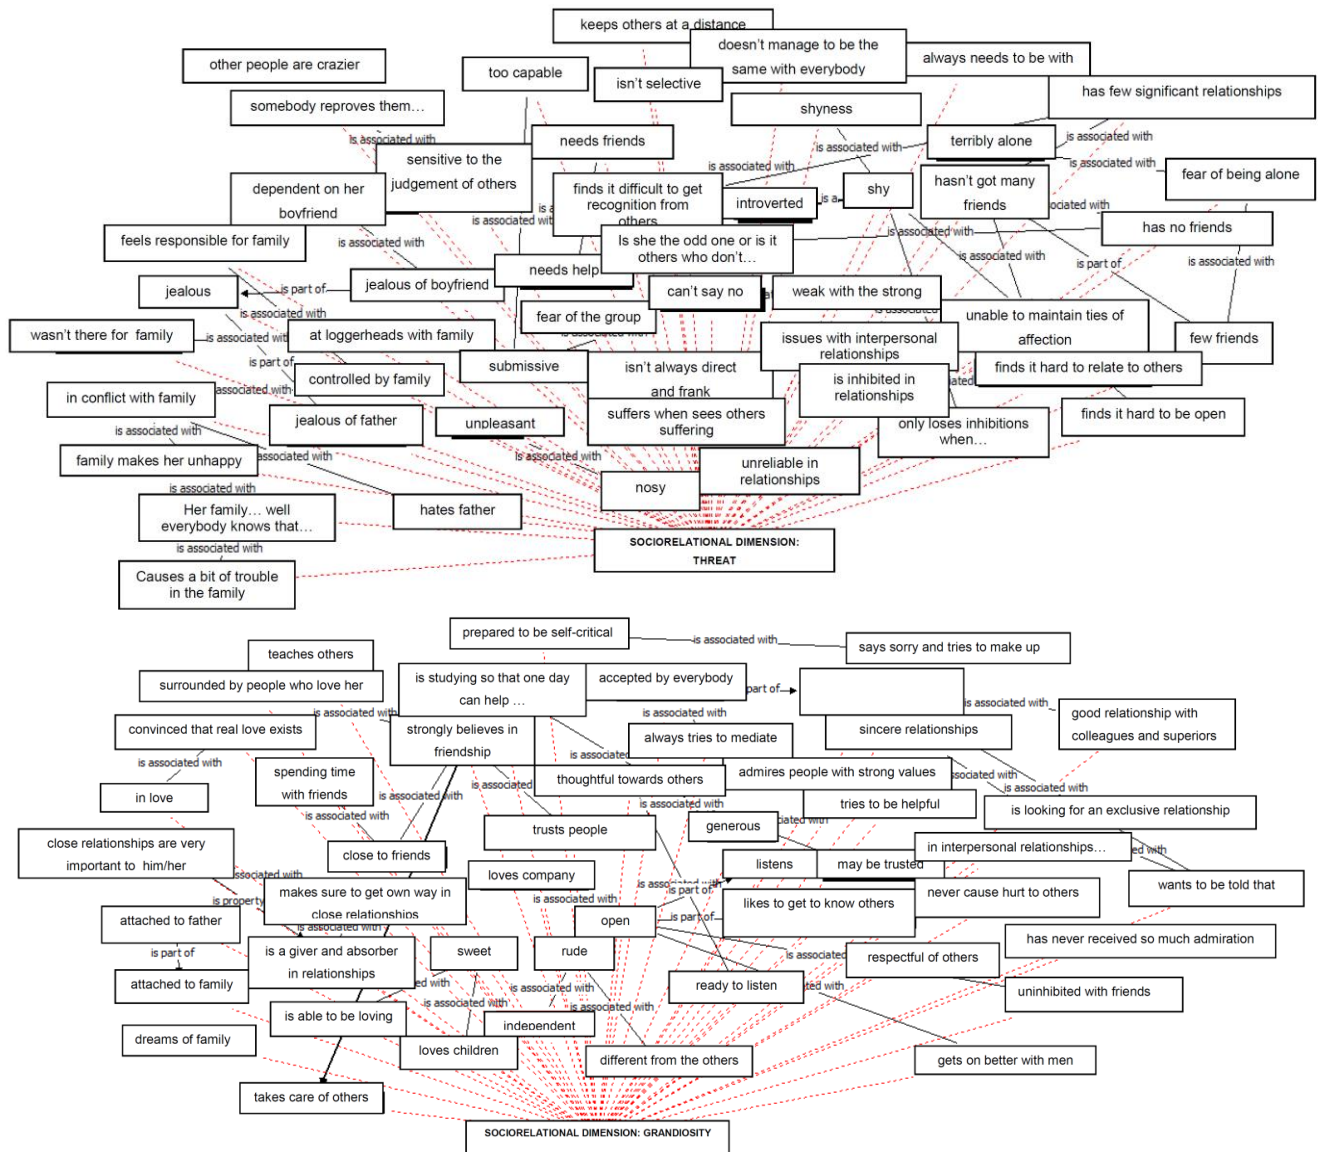 keeps others at a distance
doesn't manage to be the
same with everybody
always needs to be with
other people are crazier
too capable
isn't selective
has few significant relationships
somebody reproves them…
shyness
is associated with
needs friends
is associated with
terribly alone
is associated with
sensitive to the
judgement of others
is associated with
is associated with
fear of being alone
dependent on her
boyfriend
finds it difficult to get
recognition from
others
introverted
shy
hasn't got many
friends
is associated with
feels responsible for family
is associated with
Is she the odd one or is it
others who don't…
is associated with
has no friends
needs help
is part of
is associated with
jealous
is part of
jealous of boyfriend
can't say no
weak with the strong
is associated with
fear of the group
unable to maintain ties of
affection
wasn't there for  family
at loggerheads with family
issues with interpersonal
relationships
few friends
is part of
submissive
isn't always direct
and frank
finds it hard to relate to others
controlled by family
is inhibited in
relationships
in conflict with family
associated with
jealous of father
unpleasant
suffers when sees others
suffering
only loses inhibitions
when…
finds it hard to be open
is associated with
family makes her unhappy
associated with
is associated with
unreliable in
relationships
is associated with
nosy
Her family… well
everybody knows that…
hates father
is associated with
SOCIORELATIONAL DIMENSION:
THREAT
Causes a bit of trouble
in the family
prepared to be self-critical
is associated with
says sorry and tries to make up
teaches others
surrounded by people who love her
is studying so that one day
can help …
accepted by everybody
part of
is associated with
is associated with
is associated with
good relationship with
colleagues and superiors
convinced that real love exists
strongly believes in
friendship
always tries to mediate
sincere relationships
is associated with
spending time
with friends
thoughtful towards others
admires people with strong values
associated with
is associated with
in love
is associated with
is associated
tries to be helpful
is looking for an exclusive relationship
is associated with
trusts people
generous
close relationships are very
important to  him/her
close to friends
in interpersonal relationships…
listens
may be trusted
loves company
wants to be told that
associated with
is property
makes sure to get own way in
close relationships
is associated with
is associated with
is part of
likes to get to know others
never cause hurt to others
attached to father
is associated with
open
is part of
is part of
is a giver and absorber
in relationships
sweet
rude
is associated
respectful of others
has never received so much admiration
attached to family
ready to listen
uninhibited with friends
is able to be loving
is associated with
is associated with
independent
dreams of family
loves children
different from the others
gets on better with men
takes care of others
SOCIORELATIONAL DIMENSION: GRANDIOSITY